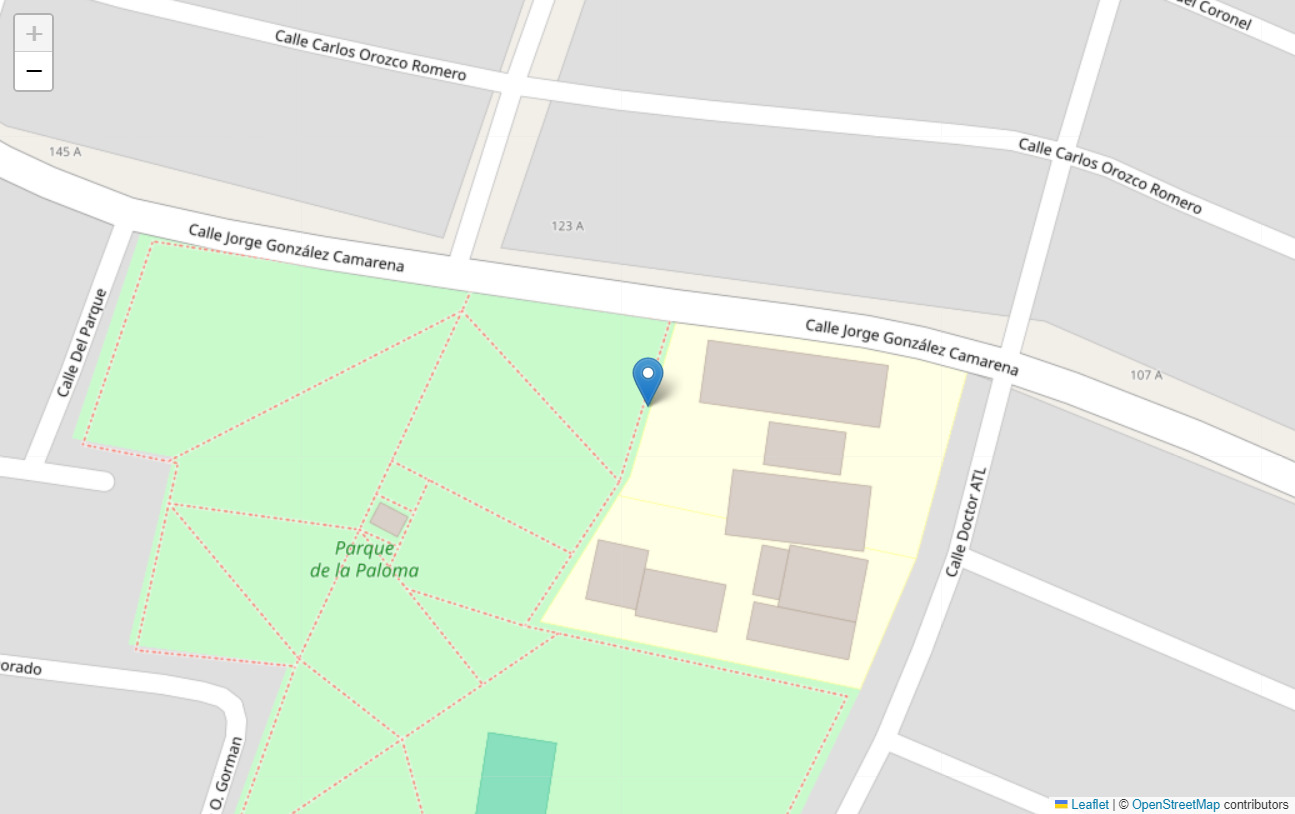 +
−
Calle Carlos Orozco Romero
Coronel
Calle Carlos Orozco Romero
145 A
123 A
Calle Jorge González Camarena
Calle Del Parque
Calle Jorge González Camarena
107 A
Calle Doctor ATL
Parque
de la Paloma
orado
O. Gorman
Leaflet | © OpenStreetMap contributors